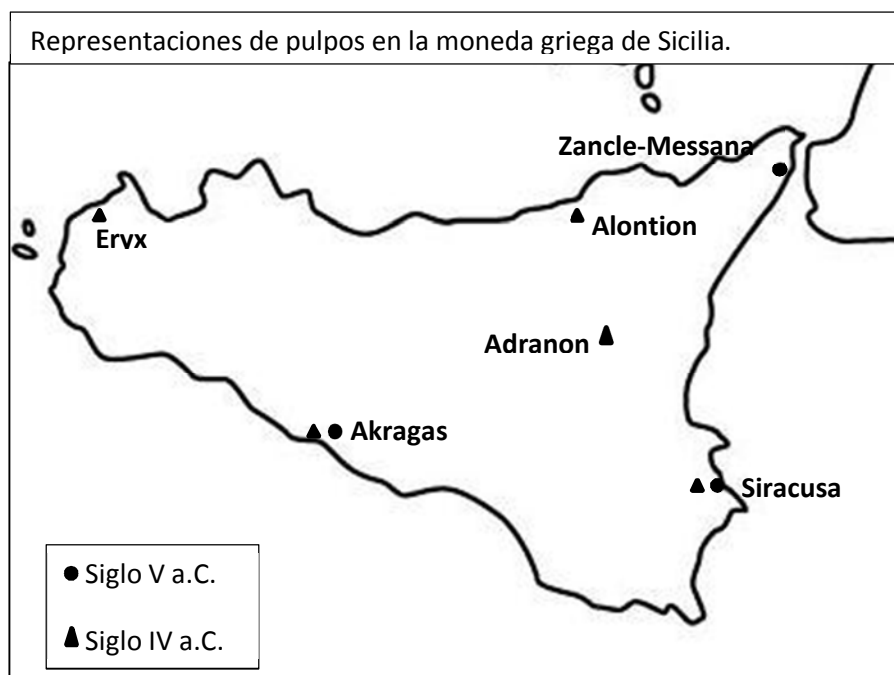 Representaciones de pulpos en la moneda griega de Sicilia.
Zancle-Messana
Ervx
Alontion
Adranon
Akragas
Siracusa
Siglo V a.C.
Siglo IV a.C.